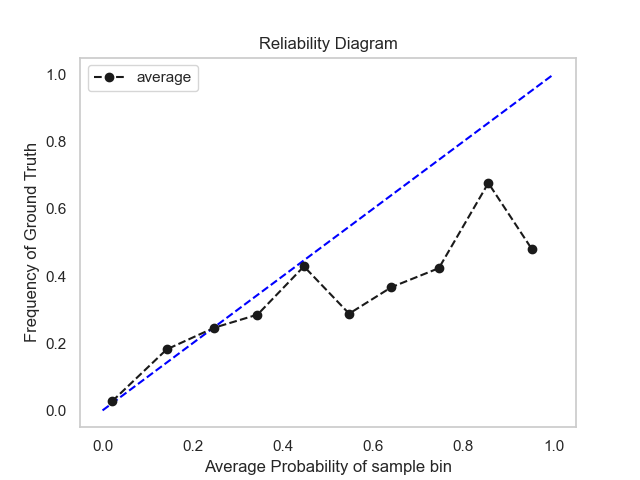 Reliability Diagram
average
Frequency of Ground Truth
1.0
0.8
0.6
0.4
0.2
0.0
0.0 0.2 0.4 0.6 0.8 1.0
Average Probability of sample bin